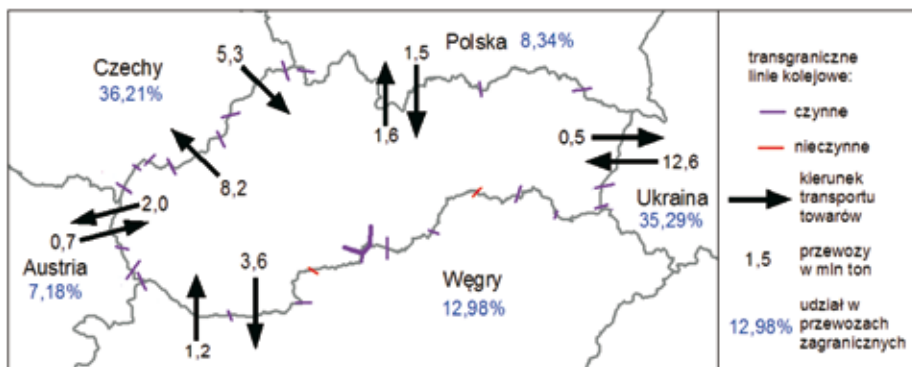 Czechy
36,21%
5,3
1,5
Polska 8,34%
1,6
0,5
12,6
8,2
2,0
0,7
Austria
7,18%
3,6
1,2
Węgry
12,98%
Ukraina
35,29%
transgraniczne
linie kolejowe:
czynne
nieczynne
kierunek
transportu
towarów
1,5 przewozy
w mln ton
12,98% udział w
przewozach
zagranicznych